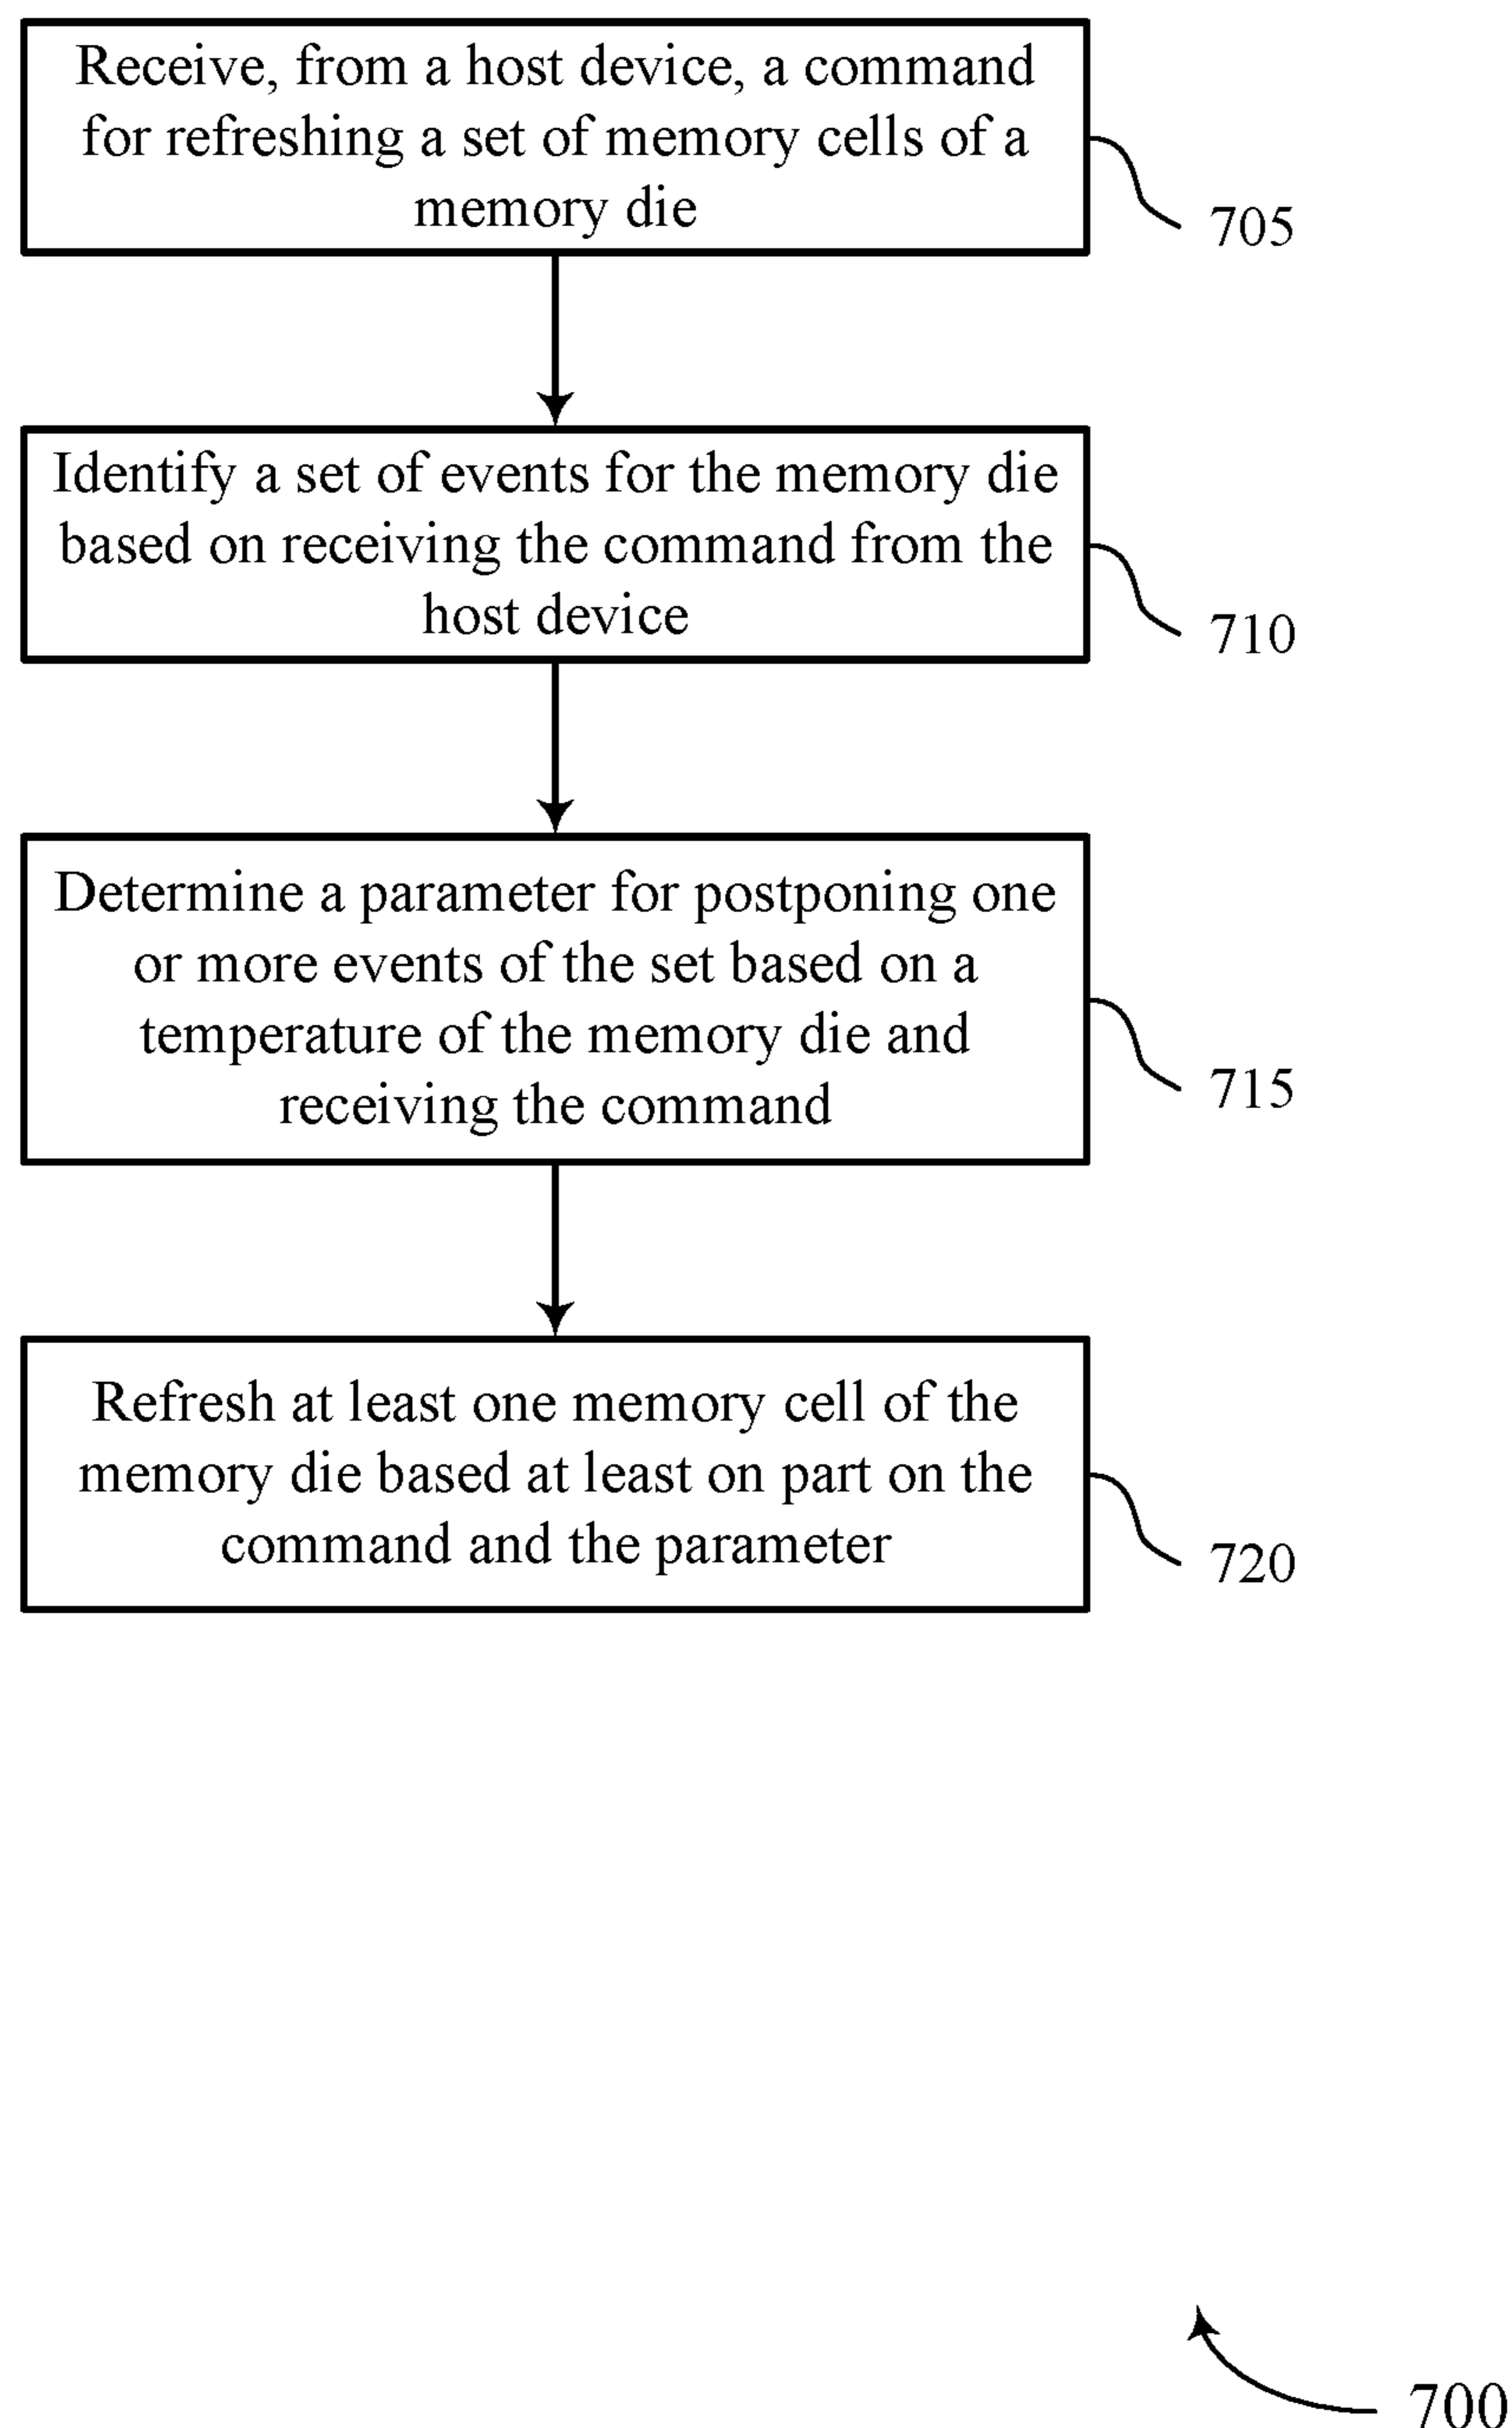 Receive, from a host device, a command
for refreshing a set of memory cells of a
memory die
705
Identify a set of events for the memory die
based on receiving the command from the
host device
710
Determine a parameter for postponing one
or more events of the set based on a
temperature of the memory die and
receiving the command
715
Refresh at least one memory cell of the
memory die based at least on part on the
command and the parameter
720
700